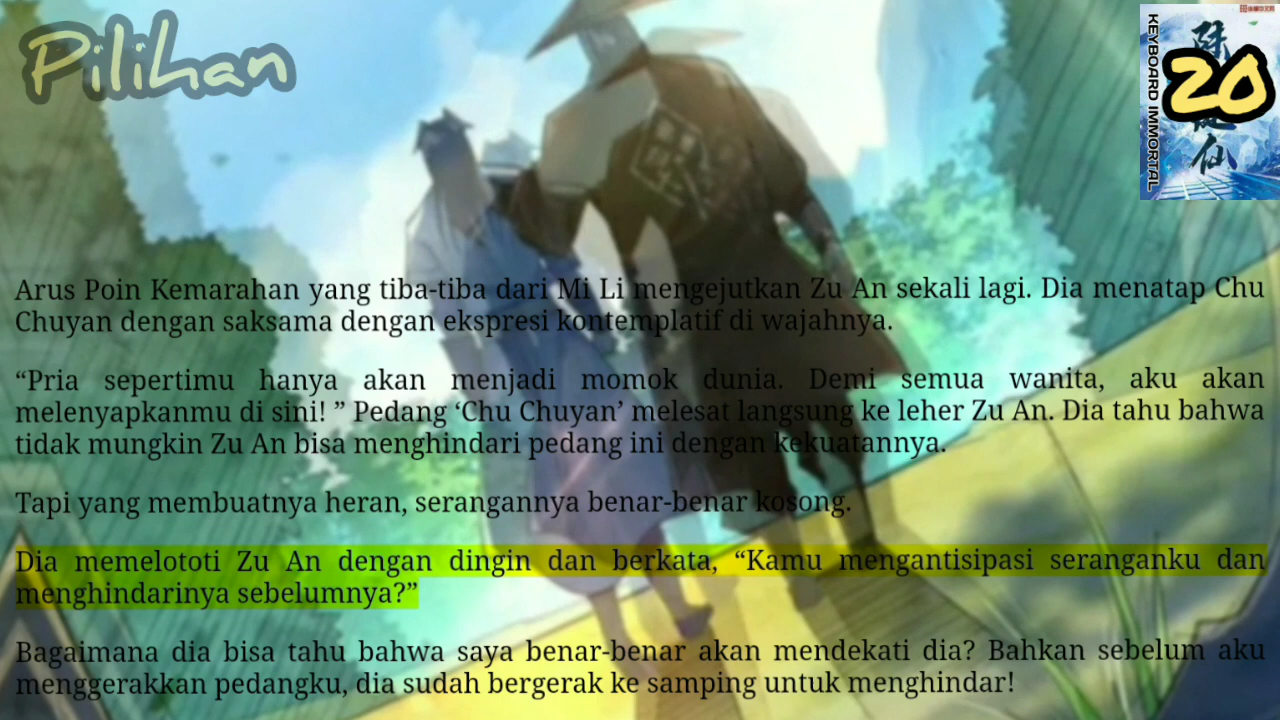 Pilihan
KEYBOARD IMMORTAL
20
仙
Arus Poin Kemarahan yang tiba-tiba dari Mi Li mengejutkan Zu An sekali lagi. Dia menatap Chu
Chuyan dengan saksama dengan ekspresi kontemplatif di wajahnya.
“Pria sepertimu hanya akan menjadi momok dunia. Demi semua wanita, aku akan
melenyapkanmu di sini! ” Pedang ‘Chu Chuyan’ melesat langsung ke leher Zu An. Dia tahu bahwa
tidak mungkin Zu An bisa menghindari pedang ini dengan kekuatannya.
Tapi yang membuatnya heran, serangannya benar-benar kosong.
Dia memelototi Zu An dengan dingin dan berkata, “Kamu mengantisipasi seranganku dan
menghindarinya sebelumnya?”
Bagaimana dia bisa tahu bahwa saya benar-benar akan mendekati dia? Bahkan sebelum aku
menggerakkan pedangku, dia sudah bergerak ke samping untuk menghindar!